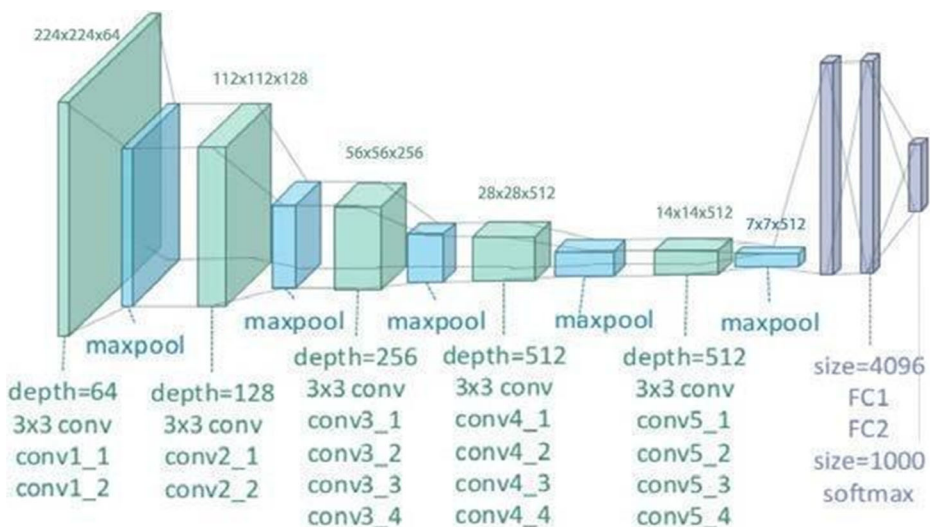 224x224x64
112x112x128
56x56x256
28x28x512
14x14x512
7x7x512
maxpool
maxpool
maxpool
maxpool
maxpool
depth=64
3x3 conv
conv1_1
conv1_2
depth=128
3x3 conv
conv2_1
conv2_2
depth=256
3x3 conv
conv3_1
conv3_2
conv3_3
conv3_4
depth=512
3x3 conv
conv4_1
conv4_2
conv4_3
conv4_4
depth=512
3x3 conv
conv5_1
conv5_2
conv5_3
conv5_4
size=4096
FC1
FC2
size=1000
softmax